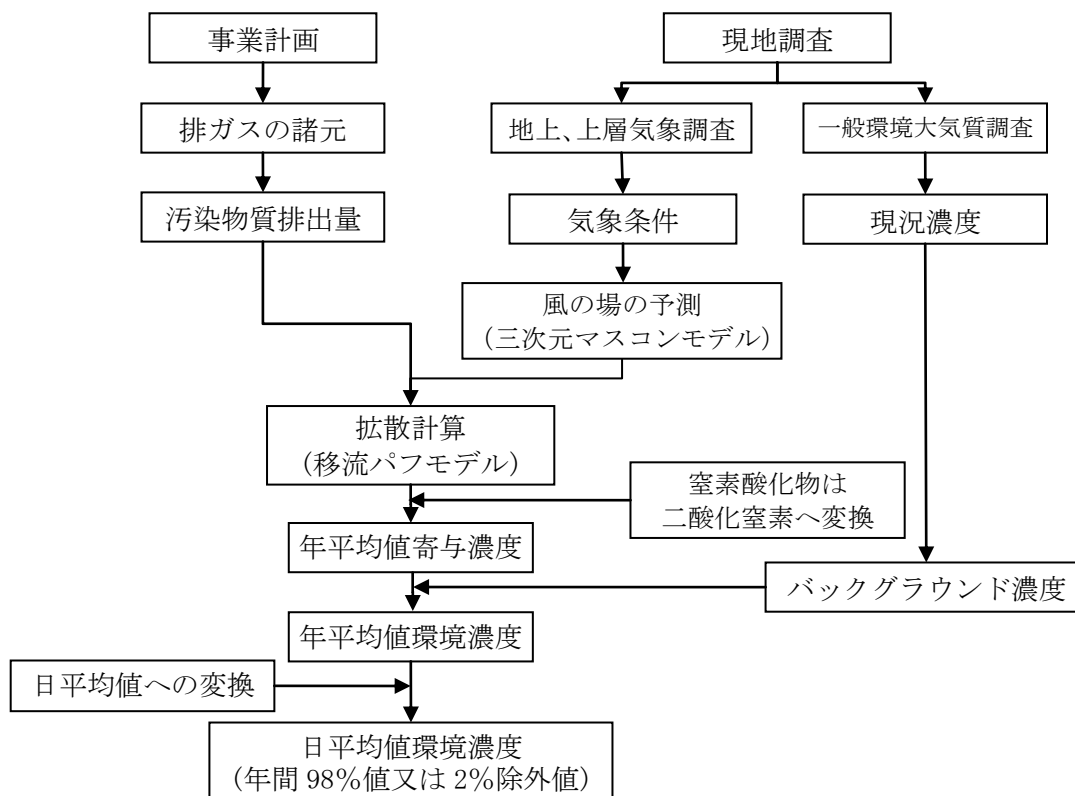 事業計画
現地調査
排ガスの諸元
地上、上層気象調査
一般環境大気質調査
汚染物質排出量
気象条件
現況濃度
風の場の予測
(三次元マスコンモデル)
拡散計算
(移流パフモデル)
窒素酸化物は
二酸化窒素へ変換
年平均値寄与濃度
バックグラウンド濃度
年平均値環境濃度
日平均値への変換
日平均値環境濃度
(年間 98%値又は 2%除外値)